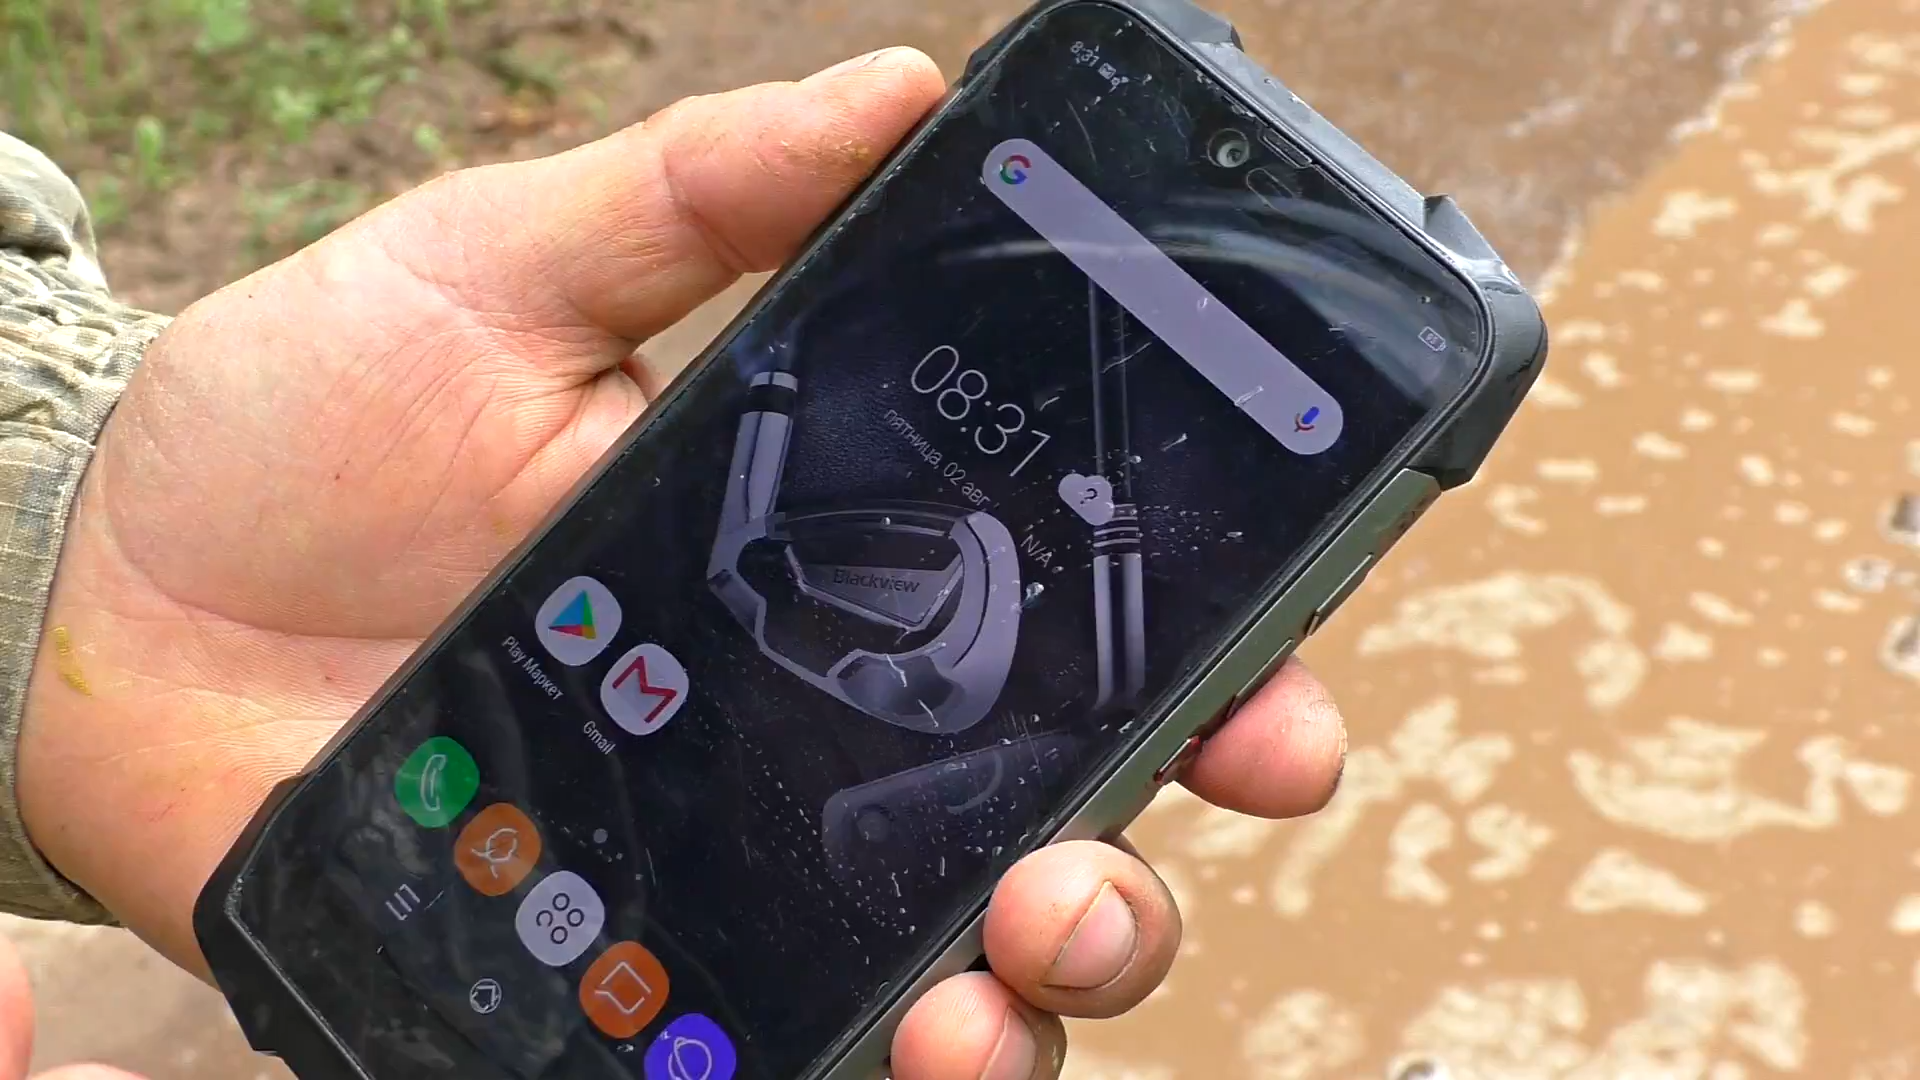 8:31
08:31
пятница, 02 авг.
?
N/A
Blackview
Play Маркет
Gmail